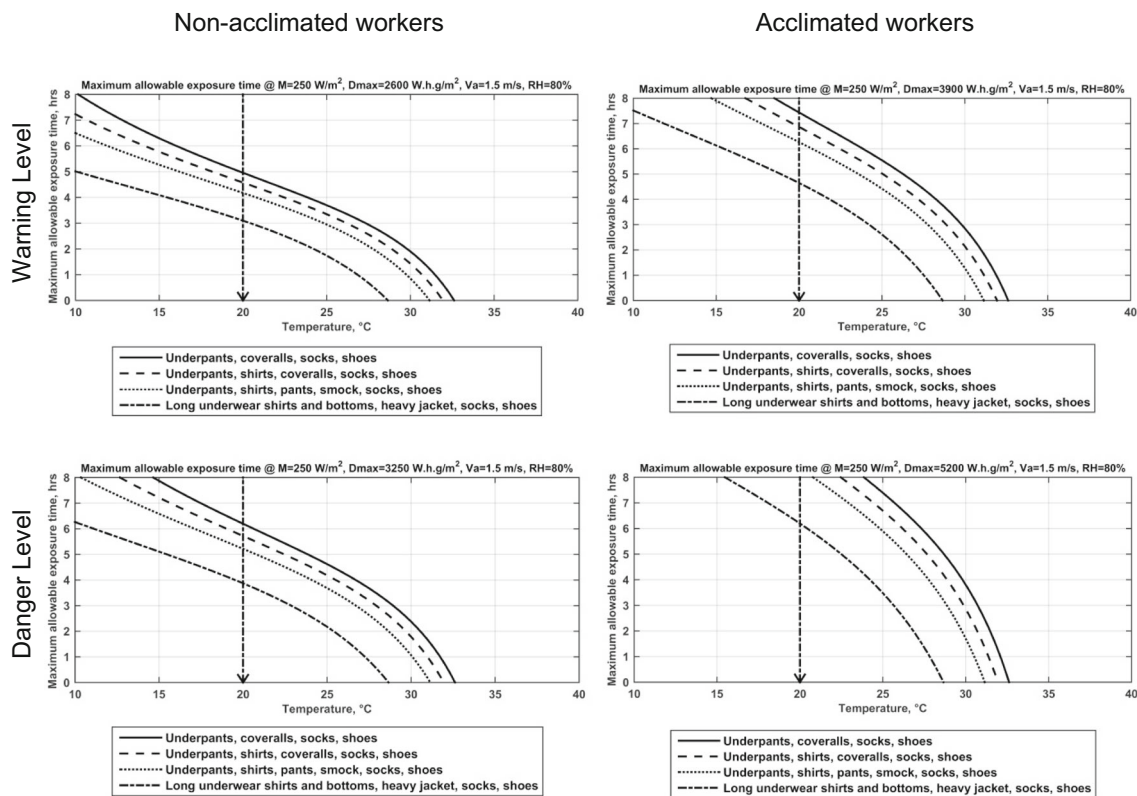 Non-acclimated workers
Acclimated workers
Warning Level
Maximum allowable exposure time @ M=250 W/m², Dmax=2600 W.h.g/m², Va=1.5 m/s, RH=80%
Maximum allowable exposure time, hrs
8
7
6
5
4
3
2
1
0
10 15 20 25 30 35 40
Temperature, °C
Underpants, coveralls, socks, shoes
Underpants, shirts, coveralls, socks, shoes
Underpants, shirts, pants, smock, socks, shoes
Long underwear shirts and bottoms, heavy jacket, socks, shoes
Maximum allowable exposure time @ M=250 W/m², Dmax=3900 W.h.g/m², Va=1.5 m/s, RH=80%
Maximum allowable exposure time, hrs
8
7
6
5
4
3
2
1
0
10 15 20 25 30 35 40
Temperature, °C
Underpants, coveralls, socks, shoes
Underpants, shirts, coveralls, socks, shoes
Underpants, shirts, pants, smock, socks, shoes
Long underwear shirts and bottoms, heavy jacket, socks, shoes
Danger Level
Maximum allowable exposure time @ M=250 W/m², Dmax=3250 W.h.g/m², Va=1.5 m/s, RH=80%
Maximum allowable exposure time, hrs
8
7
6
5
4
3
2
1
0
10 15 20 25 30 35 40
Temperature, °C
Underpants, coveralls, socks, shoes
Underpants, shirts, coveralls, socks, shoes
Underpants, shirts, pants, smock, socks, shoes
Long underwear shirts and bottoms, heavy jacket, socks, shoes
Maximum allowable exposure time @ M=250 W/m², Dmax=5200 W.h.g/m², Va=1.5 m/s, RH=80%
Maximum allowable exposure time, hrs
8
7
6
5
4
3
2
1
0
10 15 20 25 30 35 40
Temperature, °C
Underpants, coveralls, socks, shoes
Underpants, shirts, coveralls, socks, shoes
Underpants, shirts, pants, smock, socks, shoes
Long underwear shirts and bottoms, heavy jacket, socks, shoes